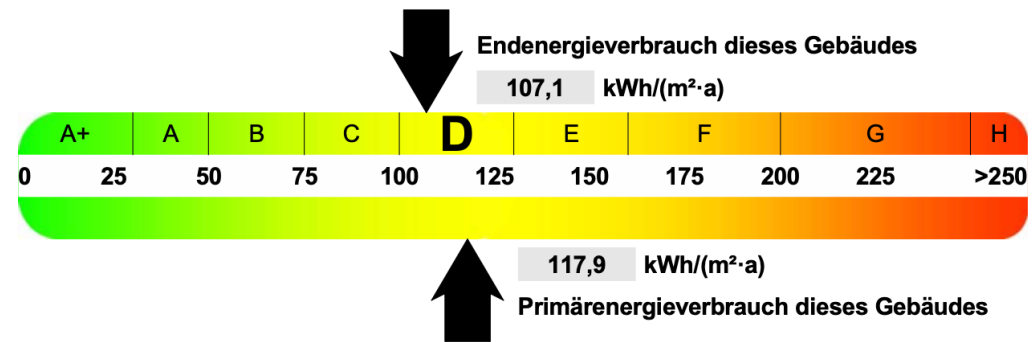 Endenergieverbrauch dieses Gebäudes
107,1 kWh/(m²·a)
A+ A B C D E F G H
0 25 50 75 100 125 150 175 200 225 >250
117,9 kWh/(m²·a)
Primärenergieverbrauch dieses Gebäudes